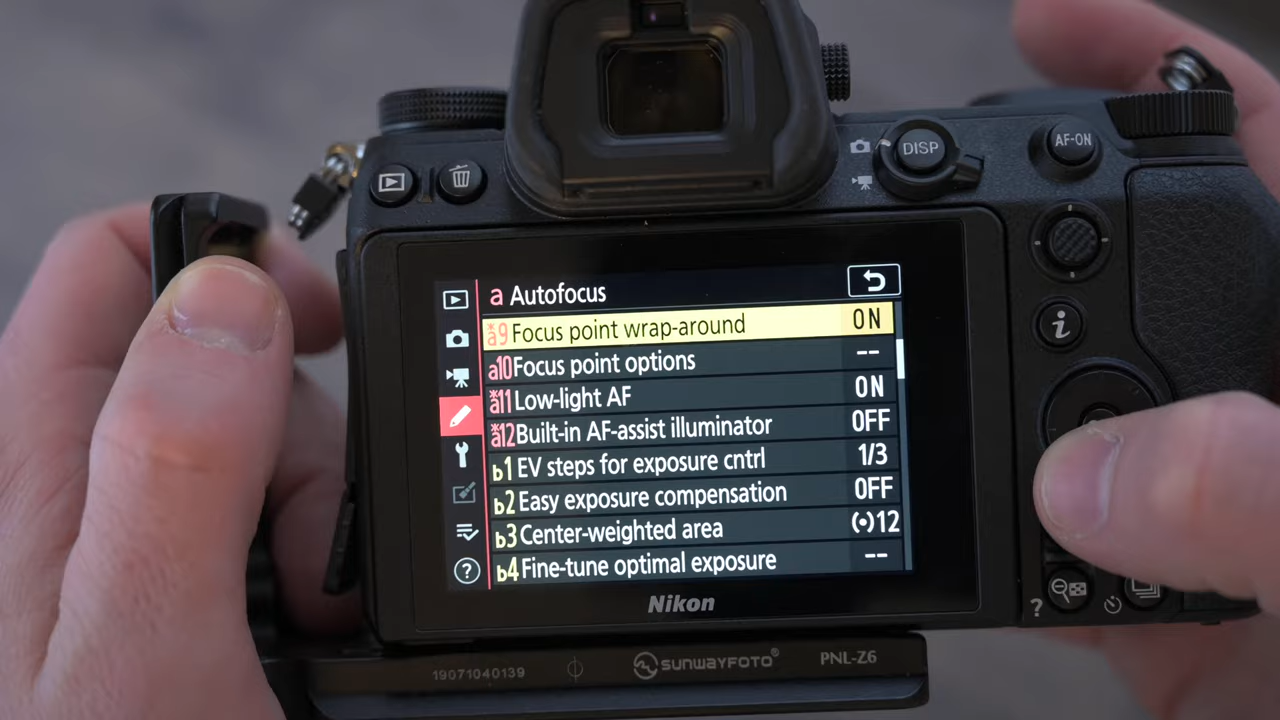 DISP
AF-ON
i
a Autofocus
*a9 Focus point wrap-around ON
a10 Focus point options --
*a11 Low-light AF ON
*a12 Built-in AF-assist illuminator OFF
b1 EV steps for exposure cntrl 1/3
b2 Easy exposure compensation OFF
b3 Center-weighted area (•)12
b4 Fine-tune optimal exposure --
?
Nikon
?
19071040139 SUNWAYFOTO® PNL-Z6